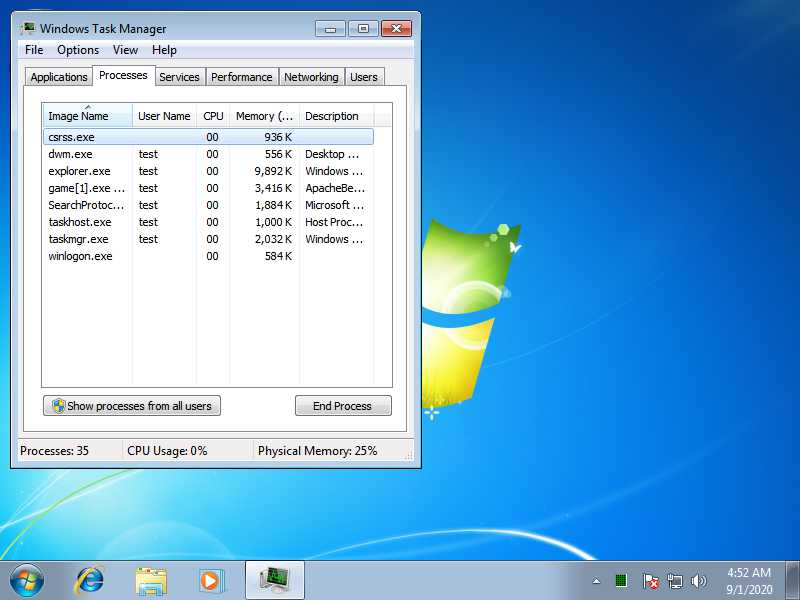 Windows Task Manager
File Options View Help
Applications Processes Services Performance Networking Users
Image Name User Name CPU Memory (... Description
csrss.exe 00 936 K
dwm.exe test 00 556 K Desktop ...
explorer.exe test 00 9,892 K Windows ...
game[1].exe ... test 00 3,416 K ApacheBe...
SearchProtoc... test 00 1,884 K Microsoft ...
taskhost.exe test 00 1,000 K Host Proc...
taskmgr.exe test 00 2,032 K Windows ...
winlogon.exe 00 584 K
Show processes from all users End Process
Processes: 35 CPU Usage: 0% Physical Memory: 25%
4:52 AM
9/1/2020